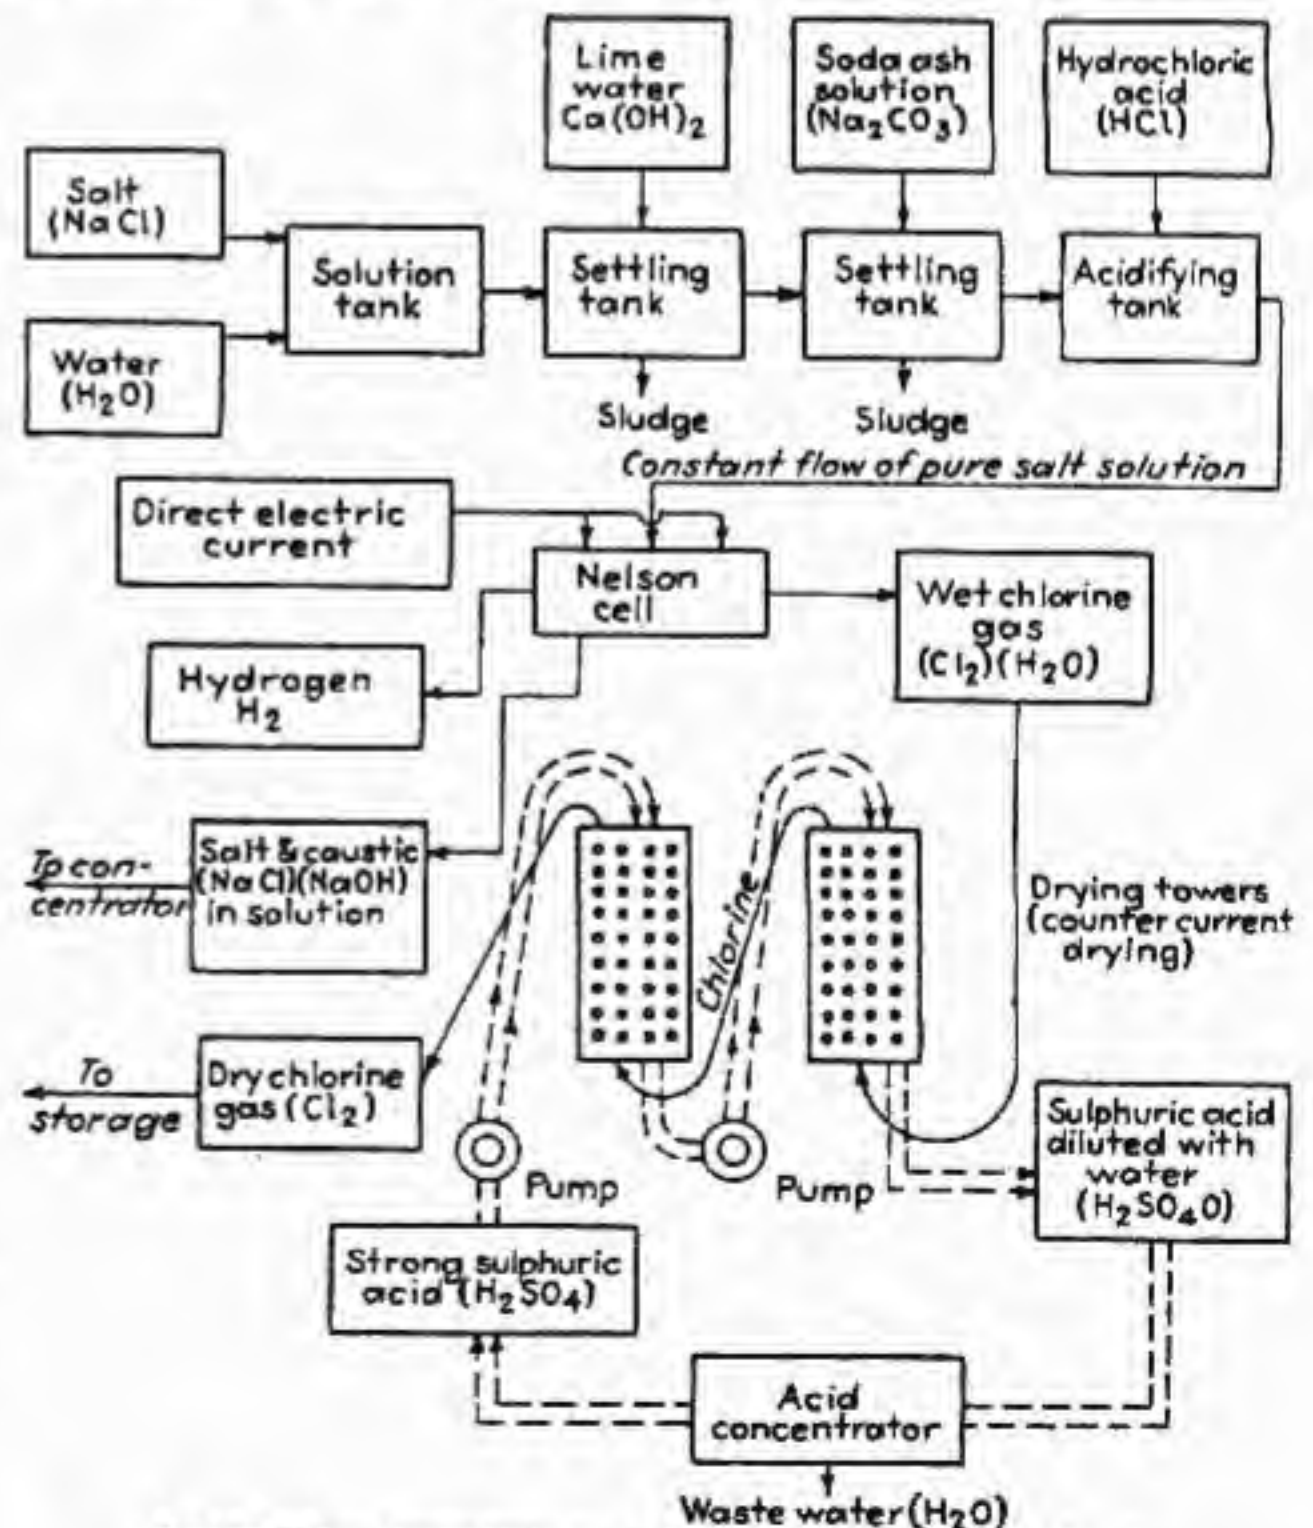 Lime
water
Ca(OH)2
Soda ash
solution
(Na2CO3)
Hydrochloric
acid
(HCl)
Salt
(NaCl)
Water
(H2O)
Solution
tank
Settling
tank
Settling
tank
Acidifying
tank
Sludge
Sludge
Constant flow of pure salt solution
Direct electric
current
Nelson
cell
Wet chlorine
gas
(Cl2)(H2O)
Hydrogen
H2
Salt & caustic
(NaCl)(NaOH)
in solution
To con-
centrator
Chlorine
Drying towers
(counter current
drying)
Dry chlorine
gas (Cl2)
To
storage
Pump
Pump
Sulphuric acid
diluted with
water
(H2SO4O)
Strong sulphuric
acid (H2SO4)
Acid
concentrator
Waste water (H2O)